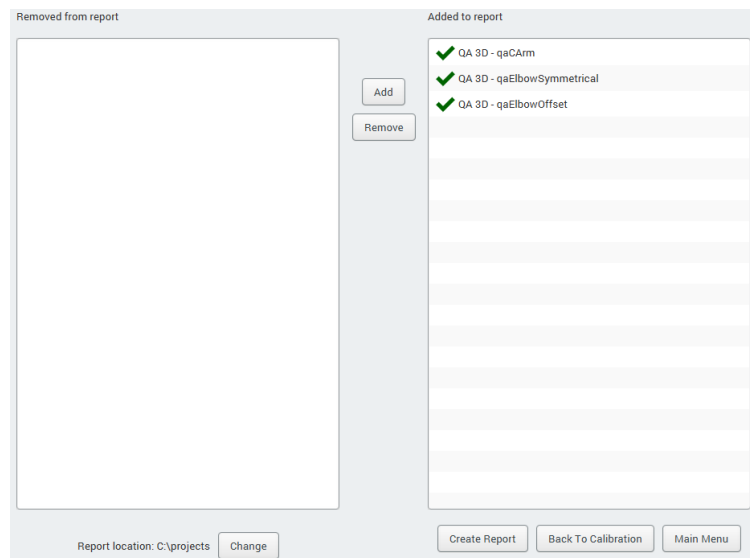 Removed from report
Added to report
QA 3D - qaCArm
QA 3D - qaElbowSymmetrical
QA 3D - qaElbowOffset
Add
Remove
Report location: C:\projects
Change
Create Report
Back To Calibration
Main Menu